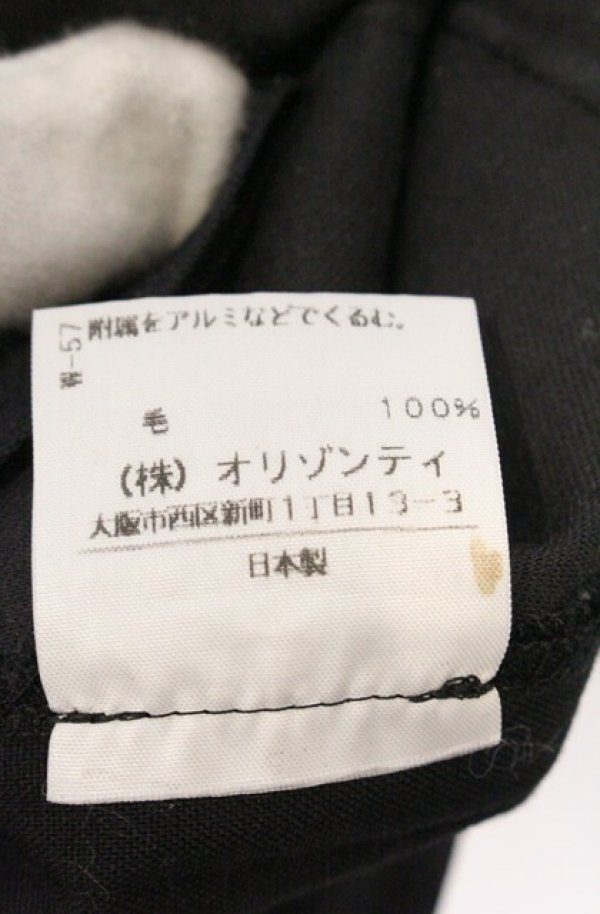 附属をアルミなどでくるむ。
-57
毛 100%
(株) オリゾンティ
大阪市西区新町1丁目13-3
日本製